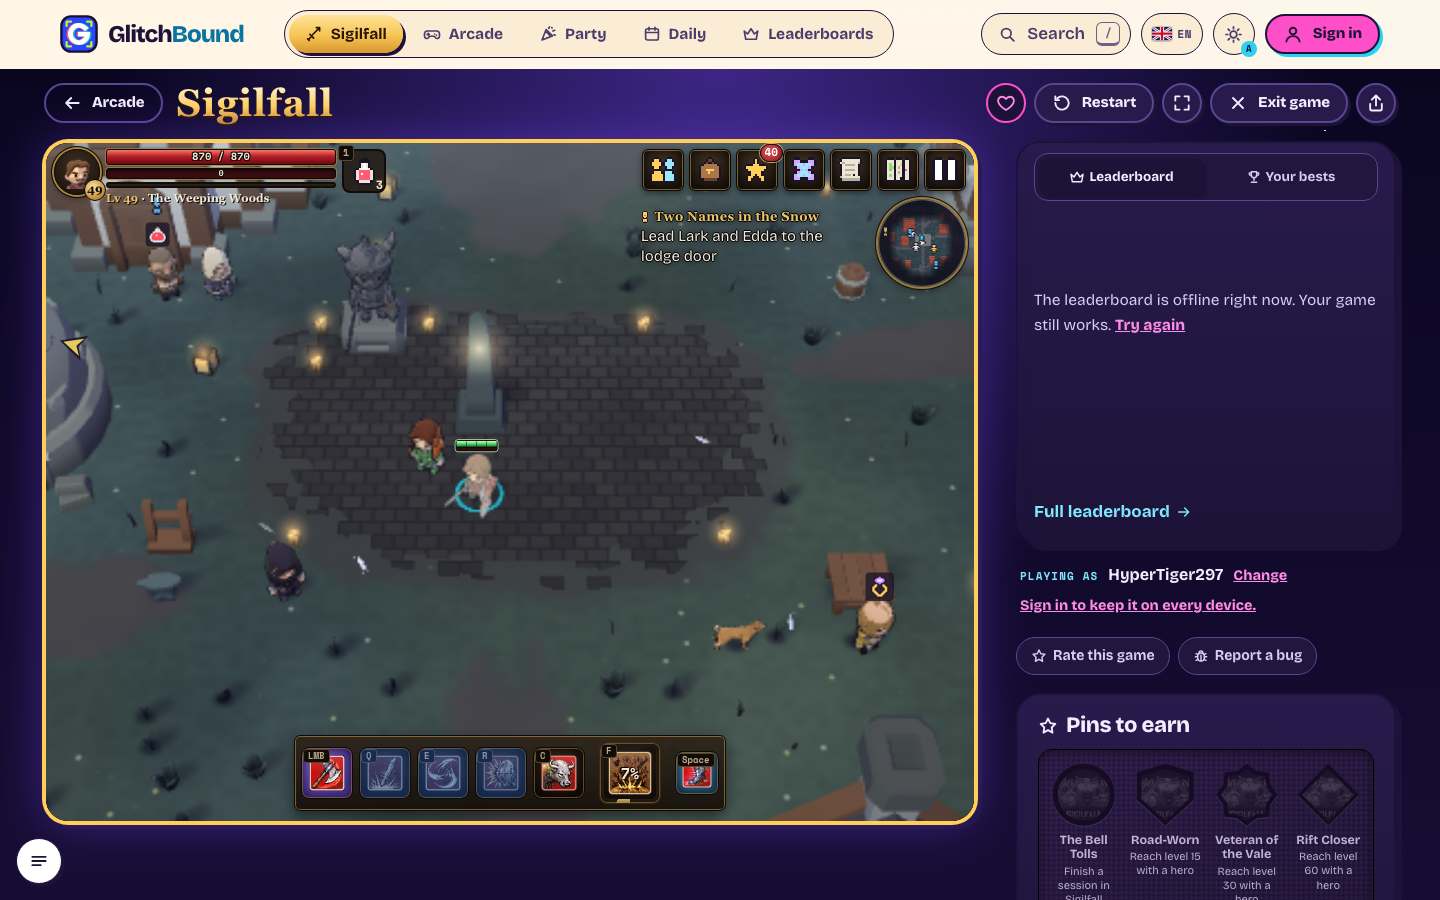 GlitchBound
Sigilfall
Arcade
Party
Daily
Leaderboards
Search /
EN
A
Sign in
Arcade
Sigilfall
Restart
Exit game
870 / 870
0
49
Lv 49 · The Weeping Woods
1
3
40
Two Names in the Snow
Lead Lark and Edda to the
lodge door
LMB
Q
E
R
C
F
7%
Space
Leaderboard
Your bests
The leaderboard is offline right now. Your game
still works. Try again
Full leaderboard →
PLAYING AS HyperTiger297 Change
Sign in to keep it on every device.
Rate this game
Report a bug
Pins to earn
The Bell
Tolls
Finish a
session in
Sigilfall
Road-Worn
Reach level 15
with a hero
Veteran of
the Vale
Reach level
30 with a
hero
Rift Closer
Reach level
60 with a
hero